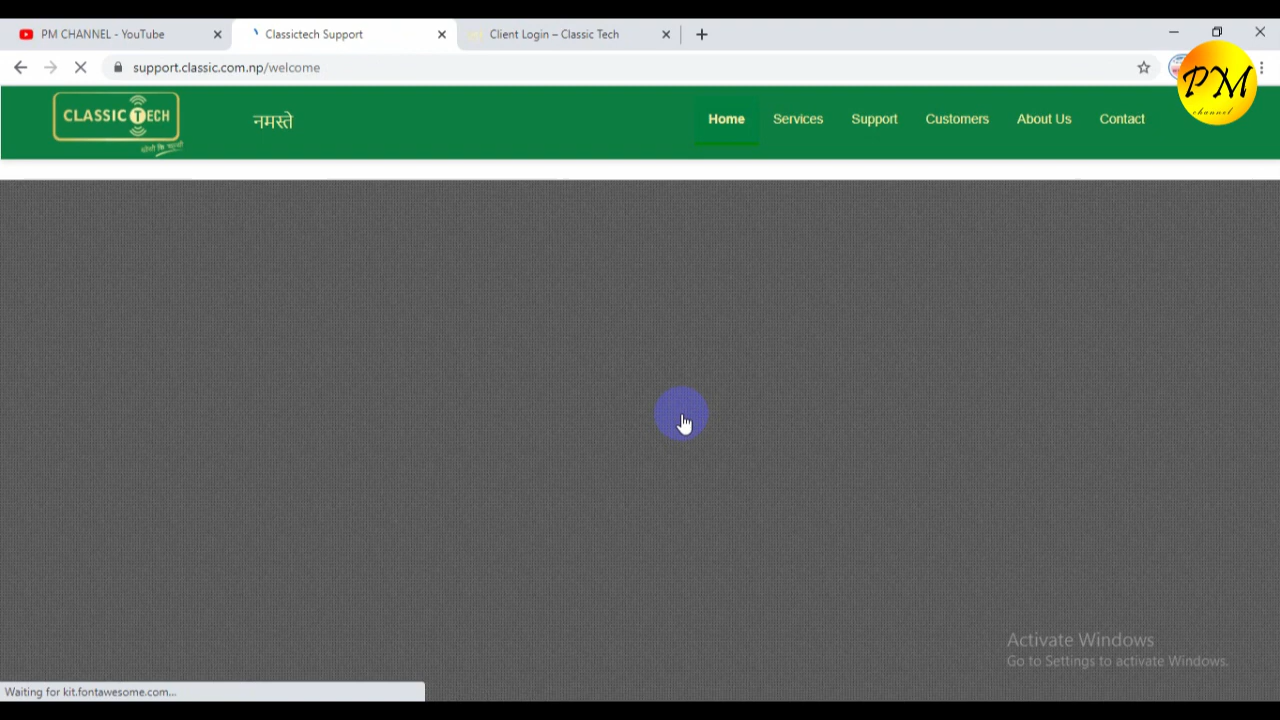 PM CHANNEL - YouTube
Classictech Support
Client Login – Classic Tech
support.classic.com.np/welcome
PM
channel
CLASSIC TECH
नमस्ते
Home
Services
Support
Customers
About Us
Contact
Activate Windows
Go to Settings to activate Windows.
Waiting for kit.fontawesome.com...